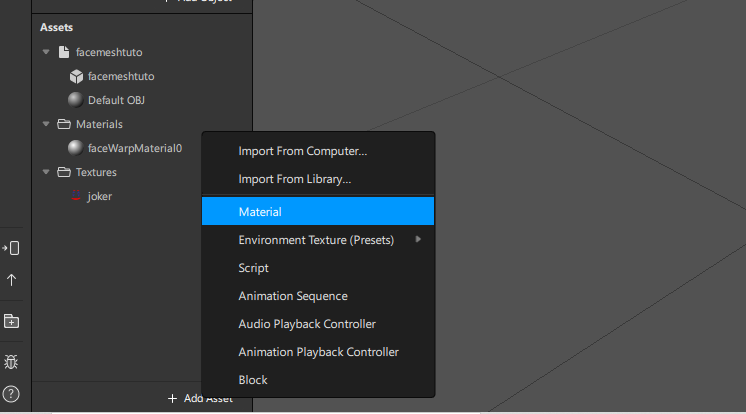 Add Object
Assets
facemeshtuto
facemeshtuto
Default OBJ
Materials
faceWarpMaterial0
Textures
joker
Import From Computer...
Import From Library...
Material
Environment Texture (Presets)
Script
Animation Sequence
Audio Playback Controller
Animation Playback Controller
Block
+ Add Asset
?